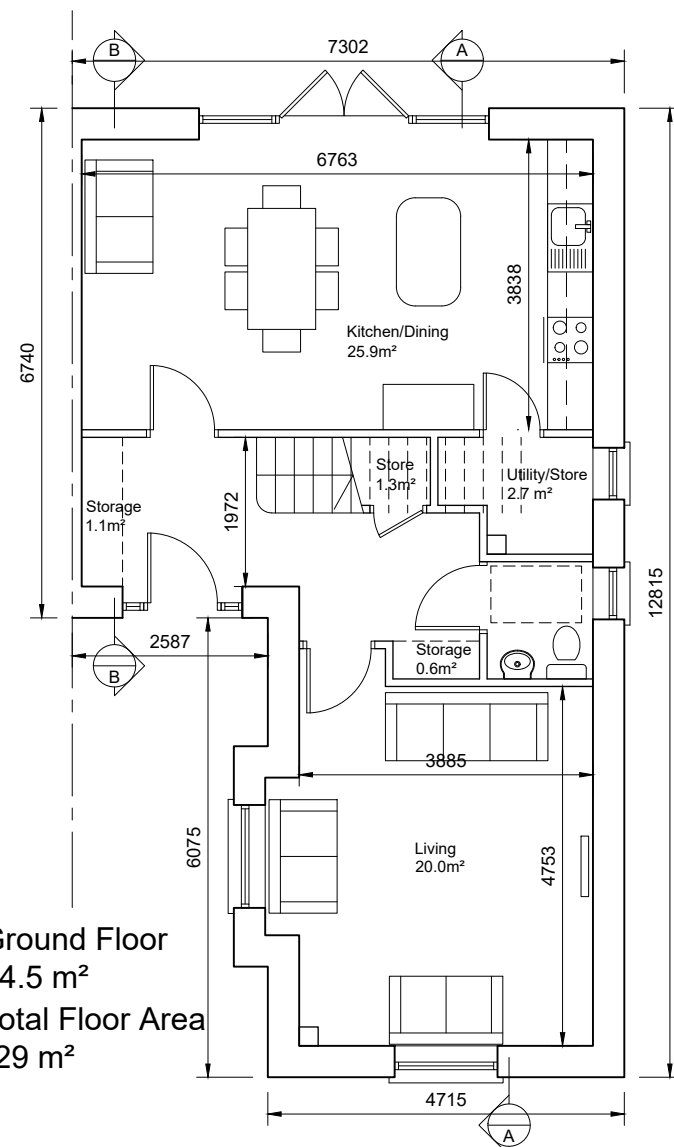 B
7302
A
6763
6740
3838
Kitchen/Dining
25.9m²
Storage
1.1m²
1972
Store
1.3m²
Utility/Store
2.7 m²
12815
B
2587
Storage
0.6m²
3885
6075
Living
20.0m²
4753
Ground Floor
4.5 m²
otal Floor Area
29 m²
4715
A